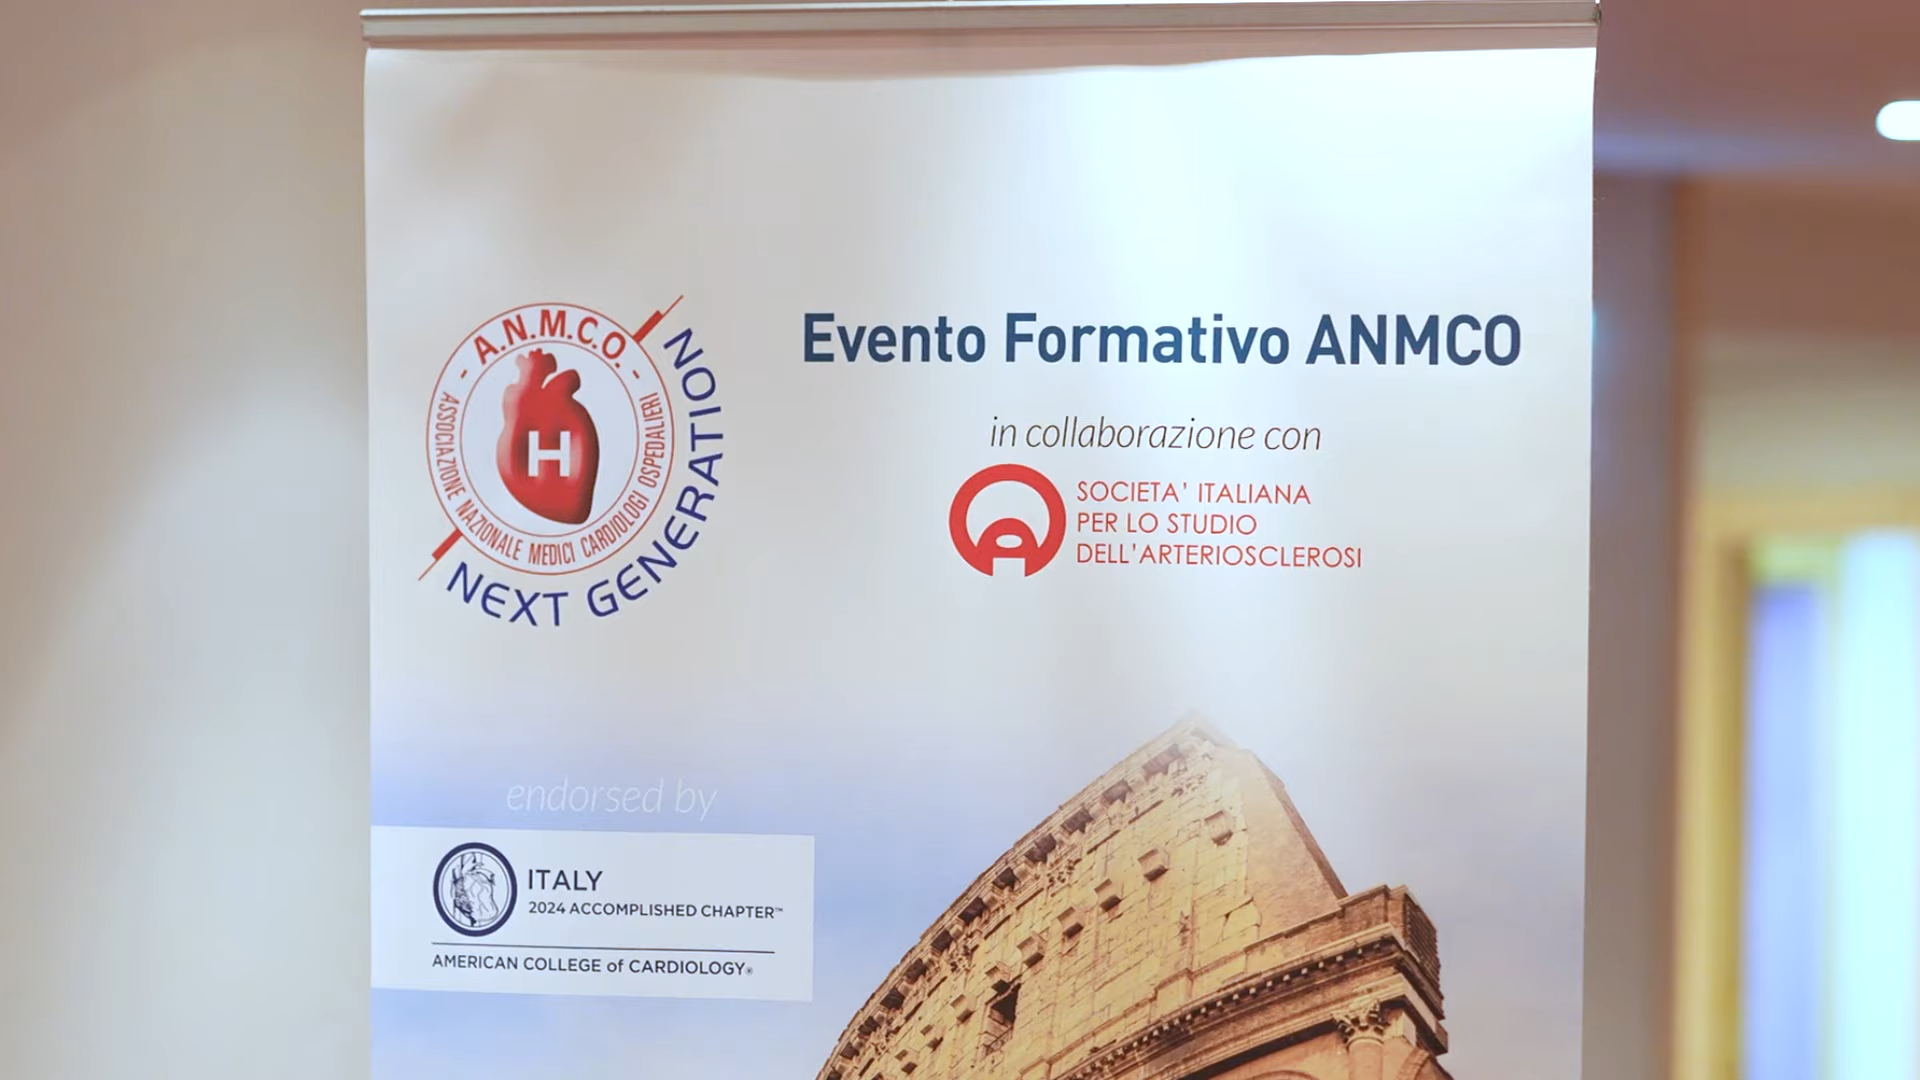 A.N.M.C.O.
ASSOCIAZIONE NAZIONALE MEDICI CARDIOLOGI OSPEDALIERI
H
NEXT GENERATION
Evento Formativo ANMCO
in collaborazione con
SOCIETA' ITALIANA
PER LO STUDIO
DELL'ARTERIOSCLEROSI
endorsed by
ITALY
2024 ACCOMPLISHED CHAPTER™
AMERICAN COLLEGE of CARDIOLOGY®